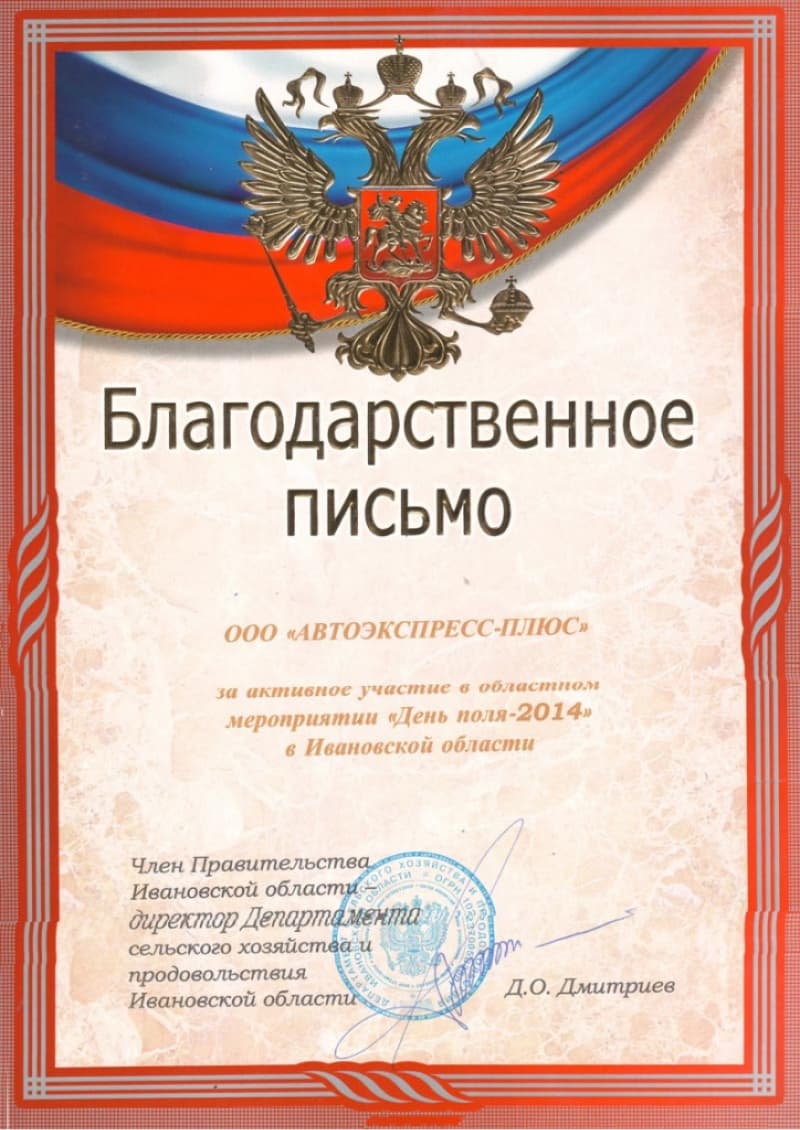 Благодарственное
письмо
ООО «АВТОЭКСПРЕСС-ПЛЮС»
за активное участие в областном
мероприятии «День поля-2014»
в Ивановской области
Член Правительства
Ивановской области –
директор Департамента
сельского хозяйства и
продовольствия
Ивановской области
Д.О. Дмитриев